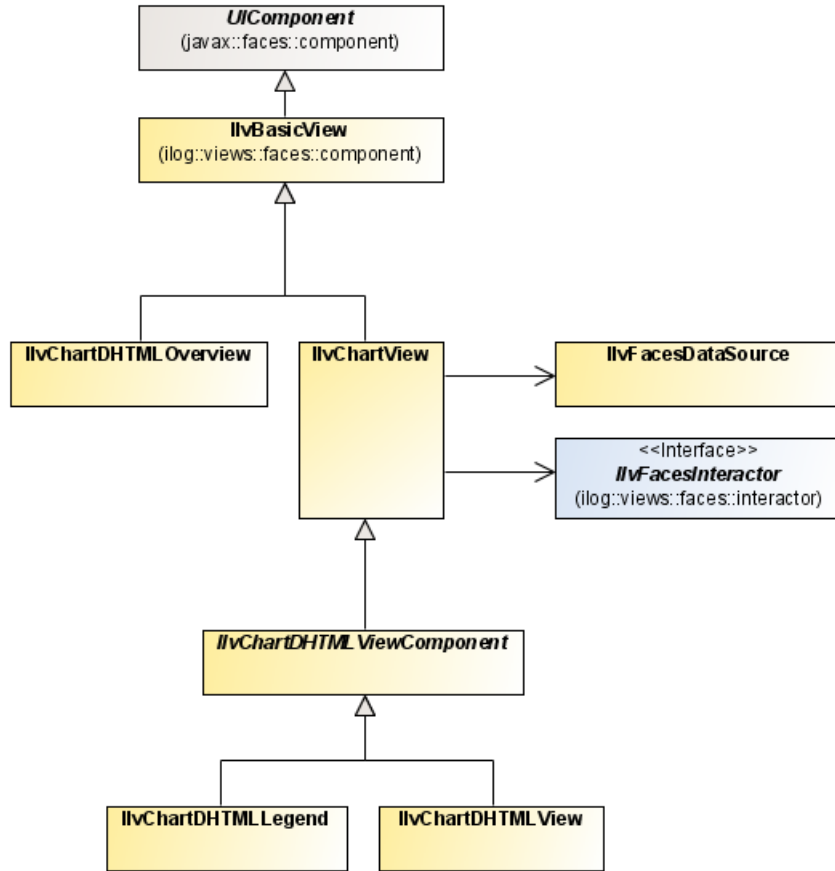 UIComponent
(javax::faces::component)
IlvBasicView
(ilog::views::faces::component)
IlvChartDHTMLOverview
IlvChartView
IlvFacesDataSource
<<Interface>>
IlvFacesInteractor
(ilog::views::faces::interactor)
IlvChartDHTMLViewComponent
IlvChartDHTMLLegend
IlvChartDHTMLView